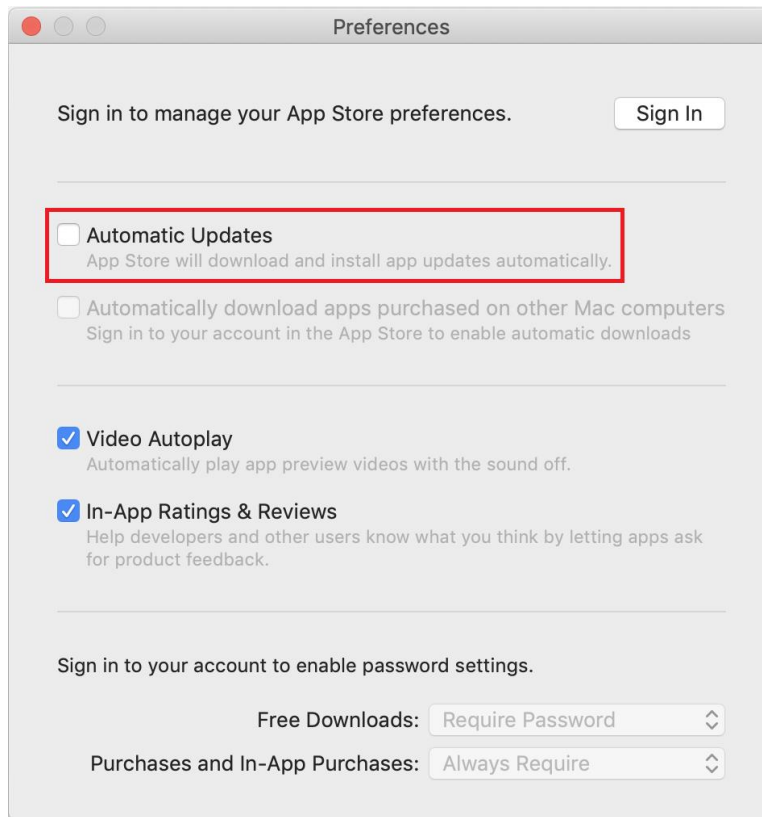 Preferences
Sign in to manage your App Store preferences. Sign In
Automatic Updates
App Store will download and install app updates automatically.
Automatically download apps purchased on other Mac computers
Sign in to your account in the App Store to enable automatic downloads
Video Autoplay
Automatically play app preview videos with the sound off.
In-App Ratings & Reviews
Help developers and other users know what you think by letting apps ask
for product feedback.
Sign in to your account to enable password settings.
Free Downloads: Require Password
Purchases and In-App Purchases: Always Require